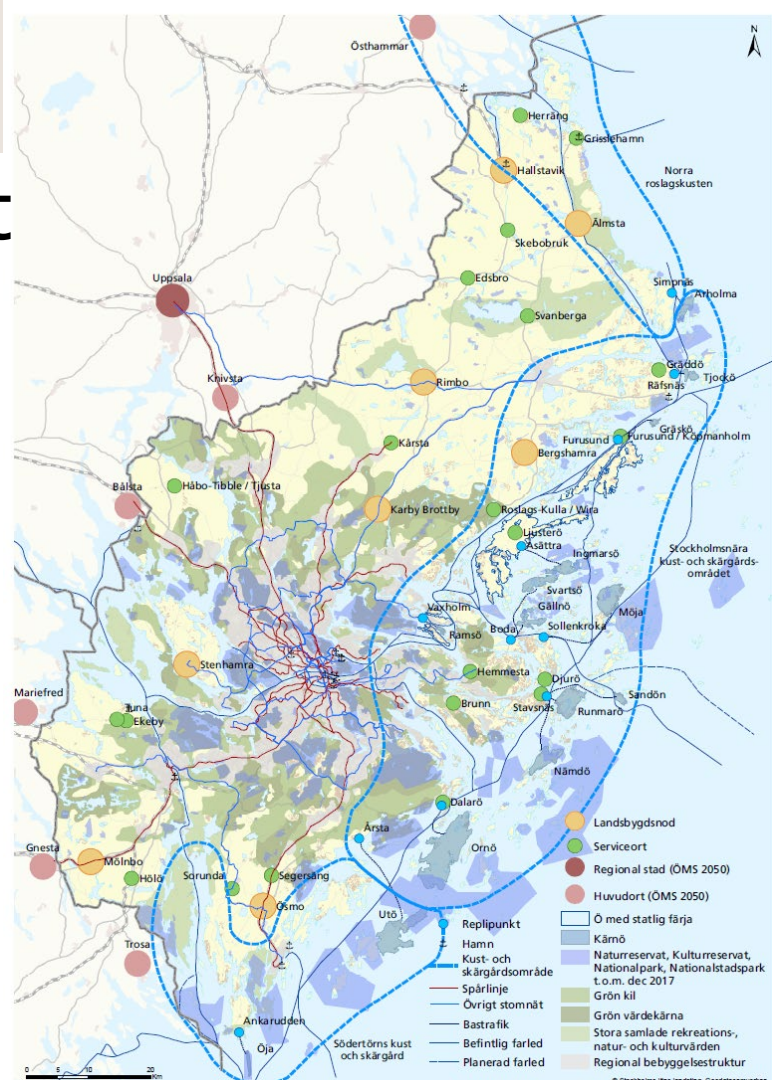 Östhammar
N
Herräng
Grisslehamn
Hallstavik
Norra
roslagskusten
Älmsta
Skebobruk
Uppsala
Edsbro
Simpnäs
Arholma
Svanberga
Knivsta
Rimbo
Gräddö
Tjockö
Räfsnäs
Gräskö
Kårsta
Furusund
Furusund / Köpmanholm
Bergshamra
Håbo-Tibble / Tjusta
Bålsta
Karby Brottby
Roslags-Kulla / Wira
Ljusterö
Åsättra
Ingmarsö
Stockholmsnära
kust- och skärgårds-
området
Svartsö
Gällnö
Möja
Vaxholm
Ramsö
Boda
Sollenkroka
Stenhamra
Hemmesta
Djurö
Sandön
Mariefred
Brunn
Stavsnäs
Runmarö
Tuna
Ekeby
Nämdö
Dalarö
Årsta
Ornö
Gnesta
Mölnbo
Hölö
Sorunda
Segersäng
Ösmo
Utö
Trosa
Ankarudden
Öja
Södertörns kust
och skärgård
Landsbygdsnod
Serviceort
Regional stad (ÖMS 2050)
Huvudort (ÖMS 2050)
Ö med statlig färja
Kärnö
Naturreservat, Kulturreservat,
Nationalpark, Nationalstadspark
t.o.m. dec 2017
Grön kil
Grön värdekärna
Stora samlade rekreations-,
natur- och kulturvärden
Regional bebyggelsestruktur
Replipunkt
Hamn
Kust- och
skärgårdsområde
Spårlinje
Övrigt stomnät
Bastrafik
Befintlig farled
Planerad farled
0 5 10 20
Km